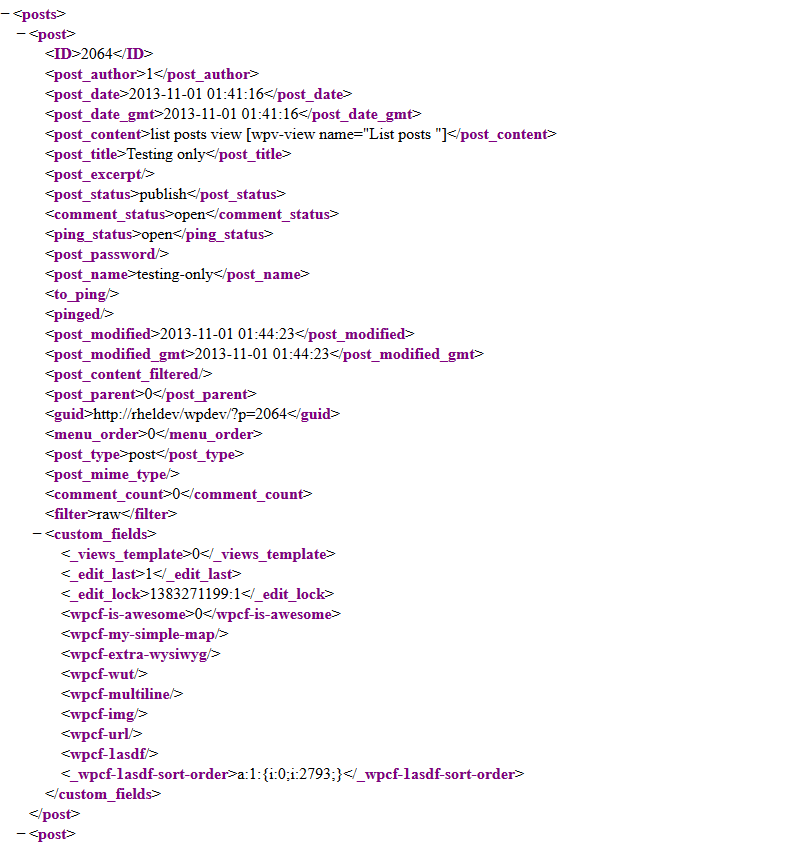 − <posts>
− <post>
<ID>2064</ID>
<post_author>1</post_author>
<post_date>2013-11-01 01:41:16</post_date>
<post_date_gmt>2013-11-01 01:41:16</post_date_gmt>
<post_content>list posts view [wpv-view name="List posts "]</post_content>
<post_title>Testing only</post_title>
<post_excerpt/>
<post_status>publish</post_status>
<comment_status>open</comment_status>
<ping_status>open</ping_status>
<post_password/>
<post_name>testing-only</post_name>
<to_ping/>
<pinged/>
<post_modified>2013-11-01 01:44:23</post_modified>
<post_modified_gmt>2013-11-01 01:44:23</post_modified_gmt>
<post_content_filtered/>
<post_parent>0</post_parent>
<guid>http://rheldev/wpdev/?p=2064</guid>
<menu_order>0</menu_order>
<post_type>post</post_type>
<post_mime_type/>
<comment_count>0</comment_count>
<filter>raw</filter>
− <custom_fields>
<_views_template>0</_views_template>
<_edit_last>1</_edit_last>
<_edit_lock>1383271199:1</_edit_lock>
<wpcf-is-awesome>0</wpcf-is-awesome>
<wpcf-my-simple-map/>
<wpcf-extra-wysiwyg/>
<wpcf-wut/>
<wpcf-multiline/>
<wpcf-img/>
<wpcf-url/>
<wpcf-1asdf/>
<_wpcf-1asdf-sort-order>a:1:{i:0;i:2793;}</_wpcf-1asdf-sort-order>
</custom_fields>
</post>
− <post>